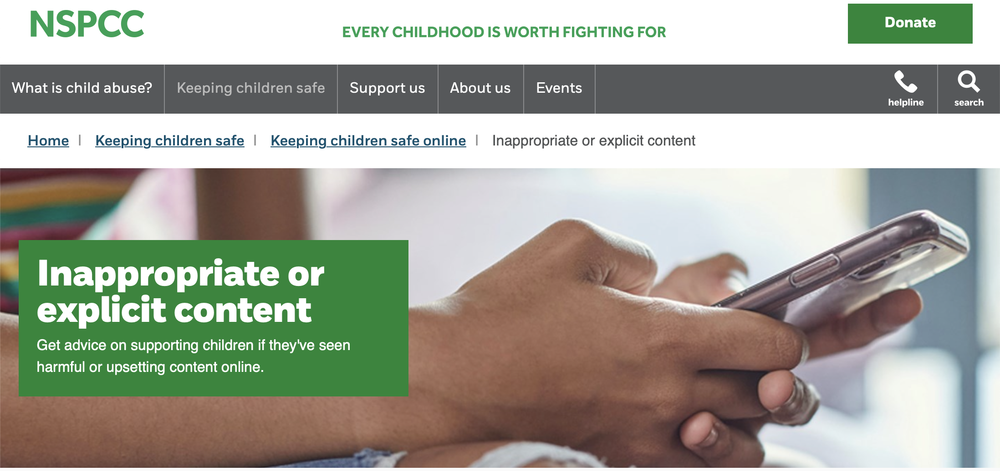 NSPCC
EVERY CHILDHOOD IS WORTH FIGHTING FOR
Donate
What is child abuse?
Keeping children safe
Support us
About us
Events
helpline
search
Home | Keeping children safe | Keeping children safe online | Inappropriate or explicit content
Inappropriate or
explicit content
Get advice on supporting children if they've seen
harmful or upsetting content online.